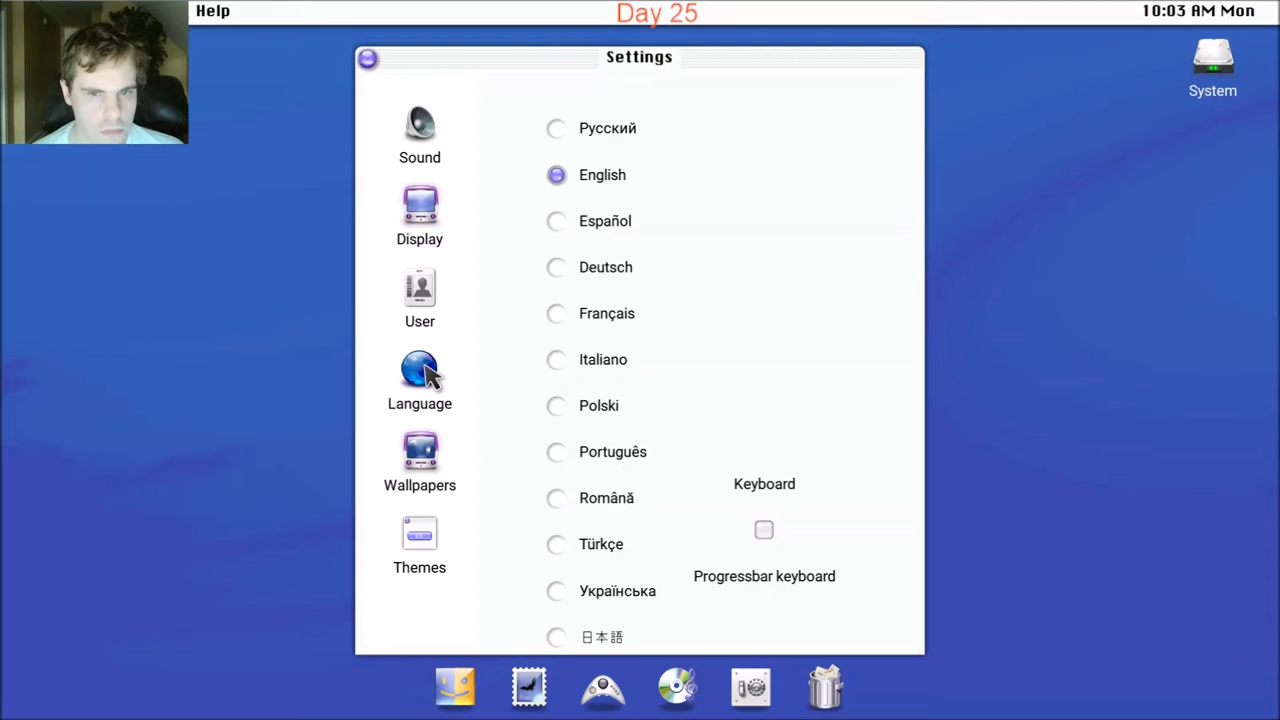 Help
Day 25
10:03 AM Mon
Settings
System
Sound
Display
User
Language
Wallpapers
Themes
Русский
English
Español
Deutsch
Français
Italiano
Polski
Português
Română
Türkçe
Українська
日本語
Keyboard
Progressbar keyboard